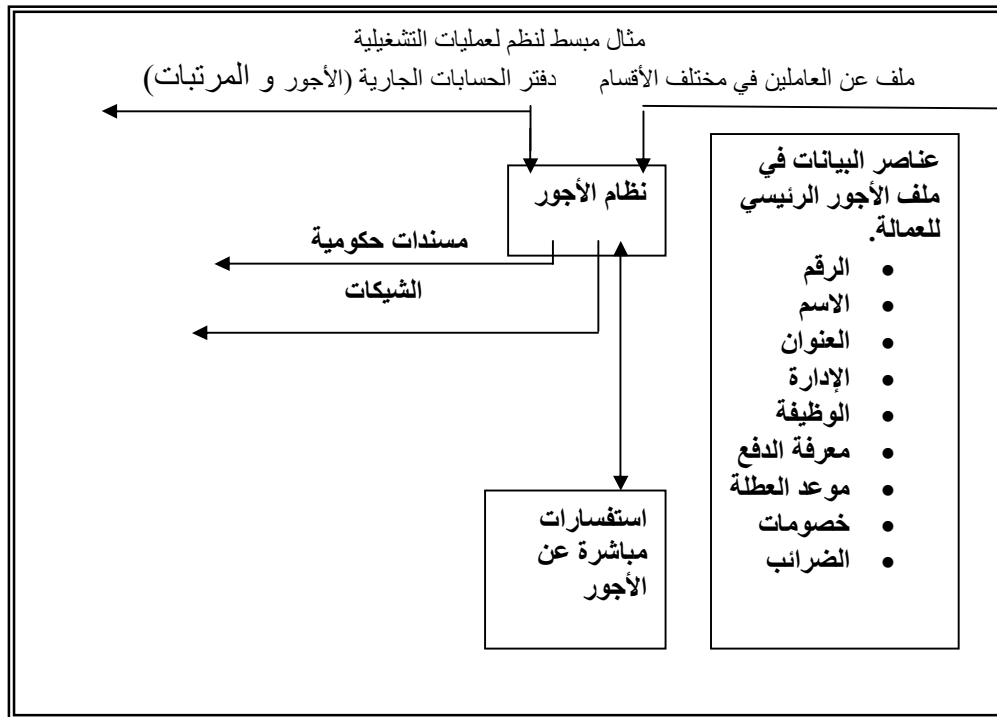 مثال مبسط لنظم لعمليات التشغيلية
ملف عن العاملين في مختلف الأقسام
دفتر الحسابات الجارية (الأجور و المرتبات)
عناصر البيانات في
ملف الأجور الرئيسي
للعمالة.
• الرقم
• الاسم
• العنوان
• الإدارة
• الوظيفة
• معرفة الدفع
• موعد العطلة
• خصومات
• الضرائب
نظام الأجور
مسندات حكومية
الشيكات
استفسارات
مباشرة عن
الأجور